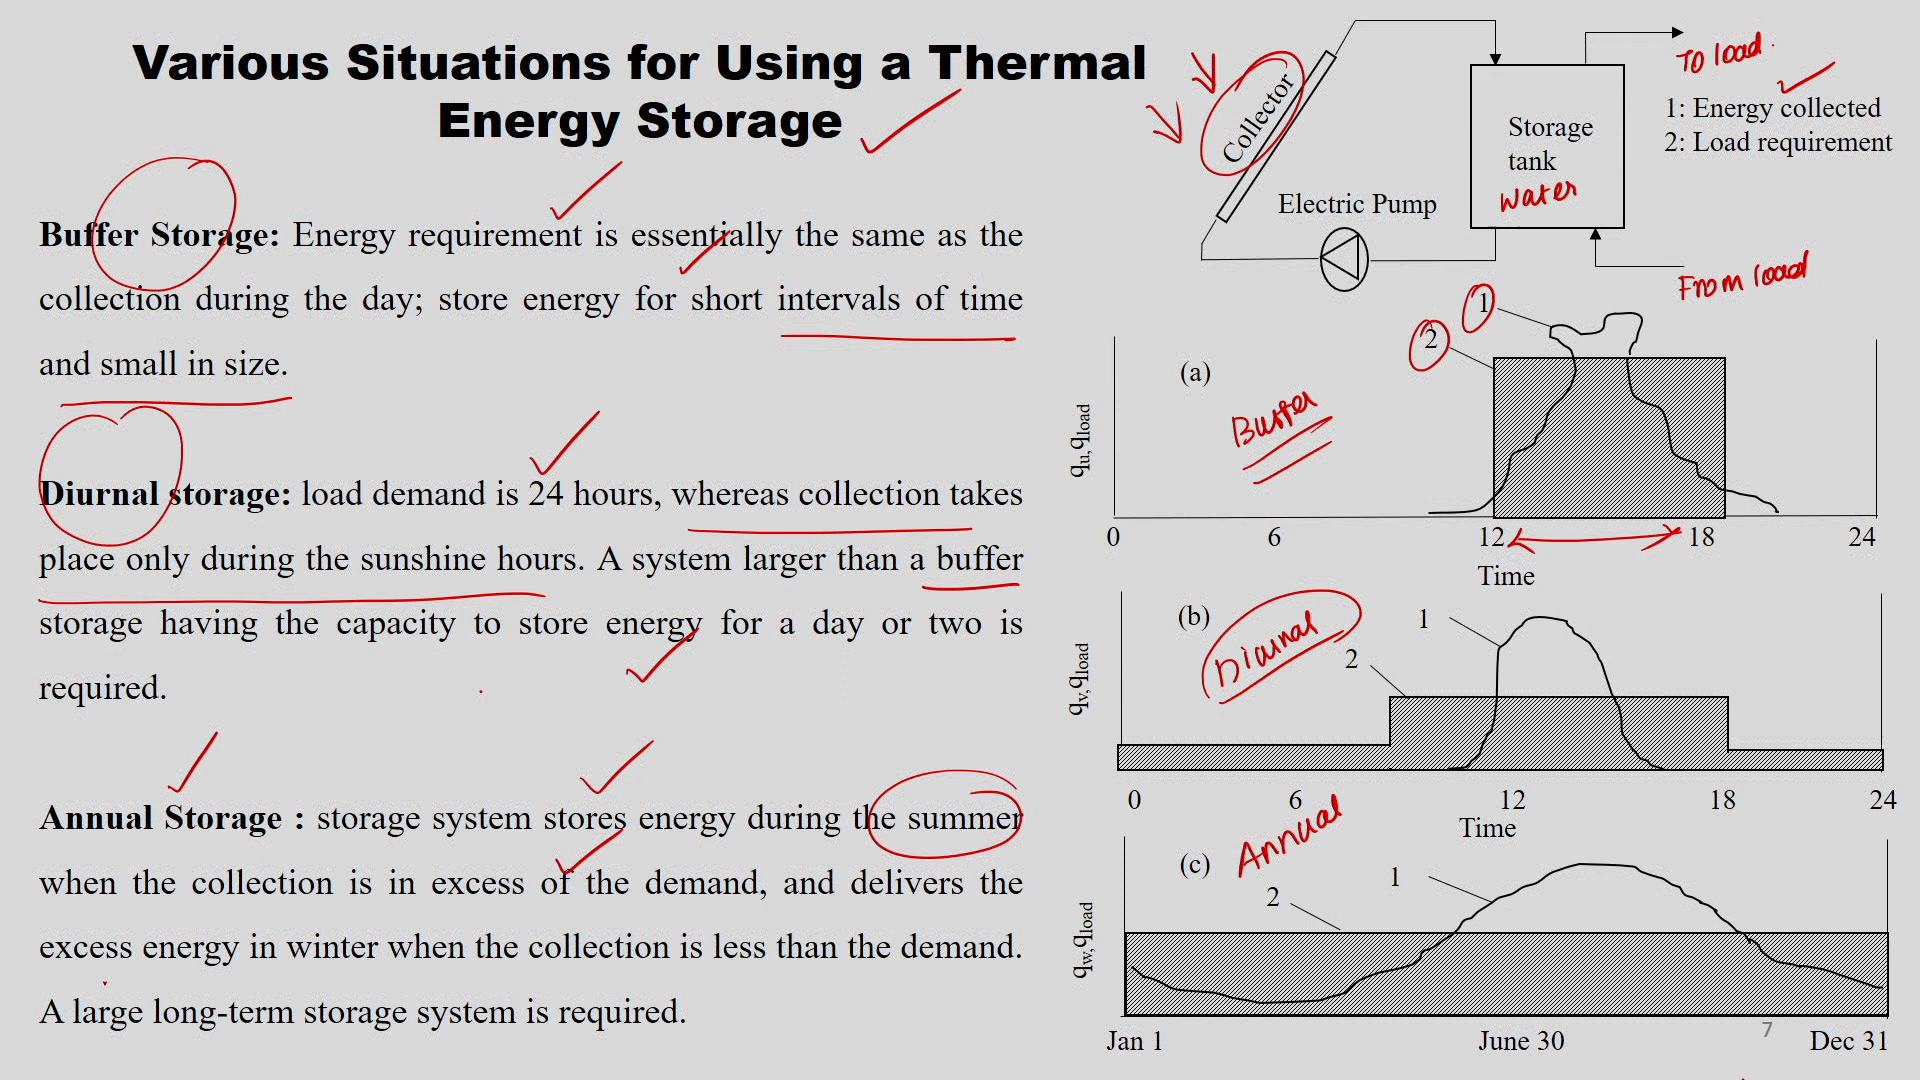 Various Situations for Using a Thermal
Energy Storage
Buffer Storage: Energy requirement is essentially the same as the
collection during the day; store energy for short intervals of time
and small in size.
Diurnal storage: load demand is 24 hours, whereas collection takes
place only during the sunshine hours. A system larger than a buffer
storage having the capacity to store energy for a day or two is
required.
Annual Storage : storage system stores energy during the summer
when the collection is in excess of the demand, and delivers the
excess energy in winter when the collection is less than the demand.
A large long-term storage system is required.
Collector
Storage
tank
Water
To load
1: Energy collected
2: Load requirement
Electric Pump
From load
1
2
(a)
Buffer
qu,qload
0 6 12 18 24
Time
(b)
Diurnal
1
2
qv,qload
0 6 12 18 24
Time
(c)
Annual
1
2
qw,qload
7
Jan 1 June 30 Dec 31